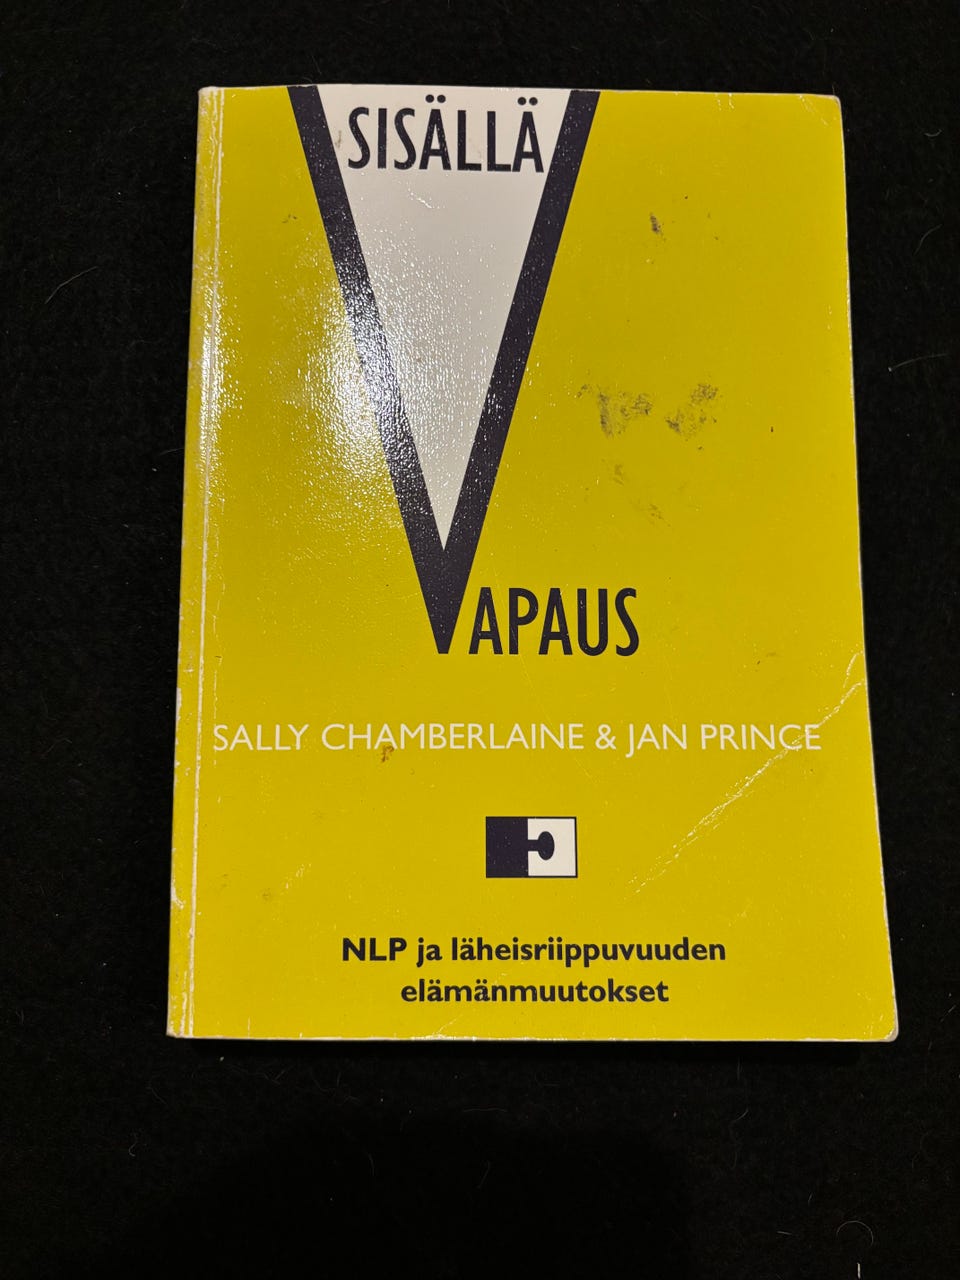 SISÄLLÄ
VAPAUS
SALLY CHAMBERLAINE & JAN PRINCE
NLP ja läheisriippuvuuden
elämänmuutokset